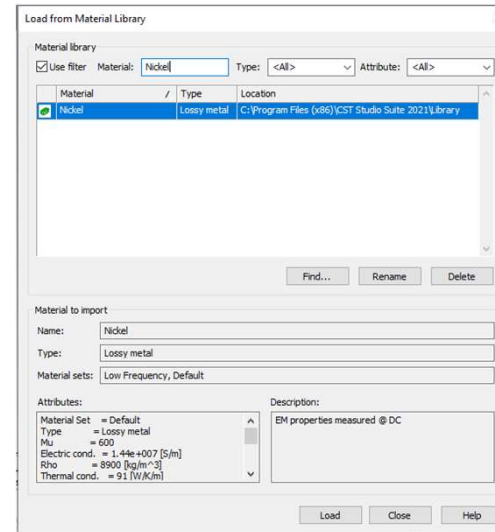 Load from Material Library
Material library
Use filter Material: Nickel Type: <All> Attribute: <All>
Material / Type Location
Nickel Lossy metal C:\Program Files (x86)\CST Studio Suite 2021\Library
Find... Rename Delete
Material to import
Name: Nickel
Type: Lossy metal
Material sets: Low Frequency, Default
Attributes: Description:
Material Set = Default EM properties measured @ DC
Type = Lossy metal
Mu = 600
Electric cond. = 1.44e+007 [S/m]
Rho = 8900 [kg/m^3]
Thermal cond. = 91 [W/K/m]
Load Close Help